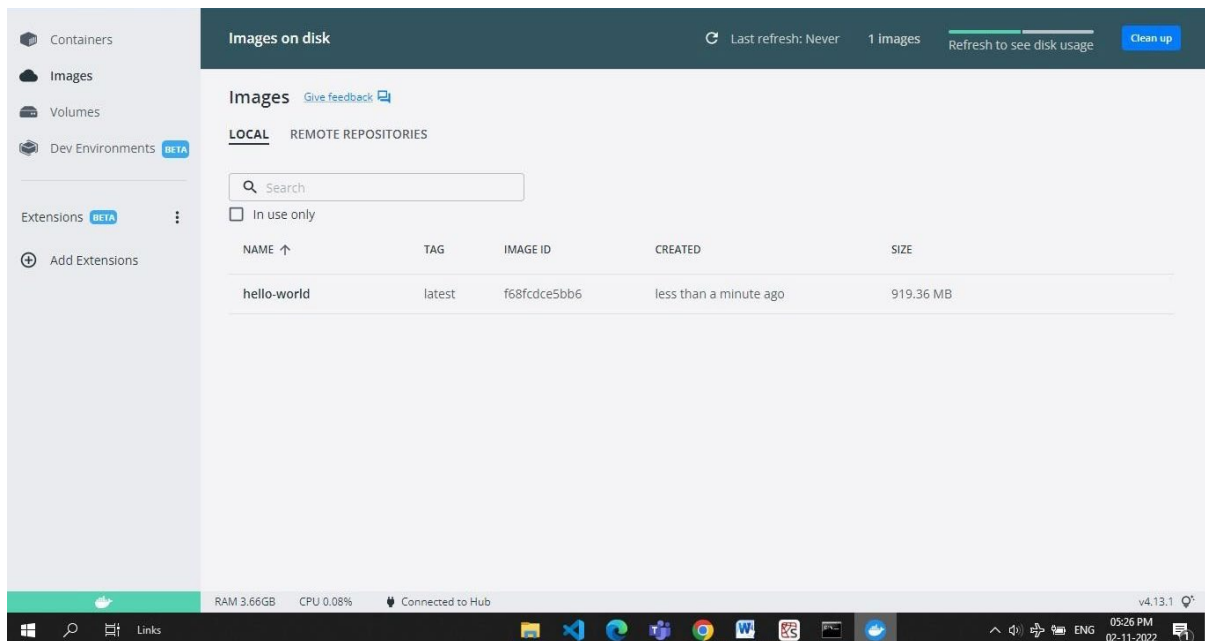 Containers
Images
Volumes
Dev Environments BETA
Extensions BETA
Add Extensions
Images on disk
Last refresh: Never
1 images
Refresh to see disk usage
Clean up
Images Give feedback
LOCAL REMOTE REPOSITORIES
Search
In use only
NAME TAG IMAGE ID CREATED SIZE
hello-world latest f68fcdce5bb6 less than a minute ago 919.36 MB
RAM 3.66GB CPU 0.08% Connected to Hub v4.13.1
Links
ENG
05:26 PM
02-11-2022